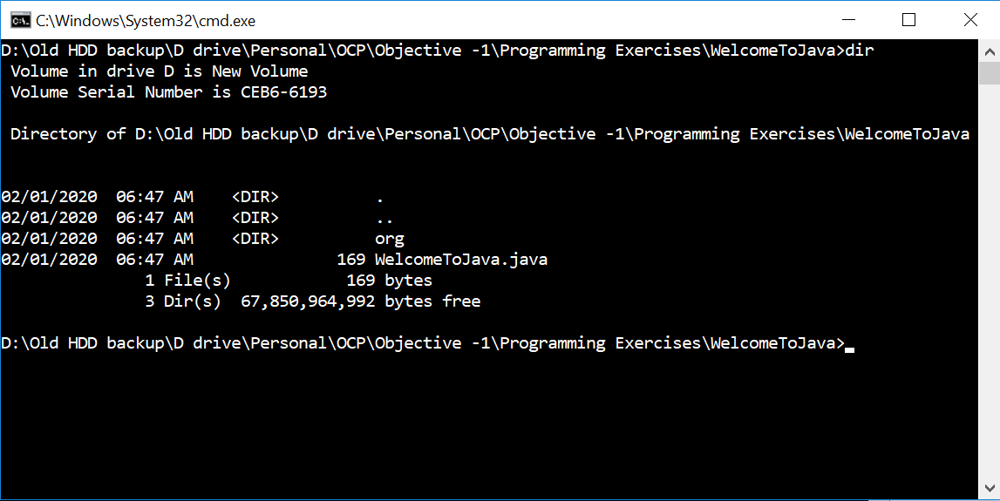 C:\Windows\System32\cmd.exe
D:\Old HDD backup\D drive\Personal\OCP\Objective -1\Programming Exercises\WelcomeToJava>dir
 Volume in drive D is New Volume
 Volume Serial Number is CEB6-6193
 Directory of D:\Old HDD backup\D drive\Personal\OCP\Objective -1\Programming Exercises\WelcomeToJava
02/01/2020  06:47 AM    <DIR>          .
02/01/2020  06:47 AM    <DIR>          ..
02/01/2020  06:47 AM    <DIR>          org
02/01/2020  06:47 AM               169 WelcomeToJava.java
               1 File(s)            169 bytes
               3 Dir(s)  67,850,964,992 bytes free
D:\Old HDD backup\D drive\Personal\OCP\Objective -1\Programming Exercises\WelcomeToJava>